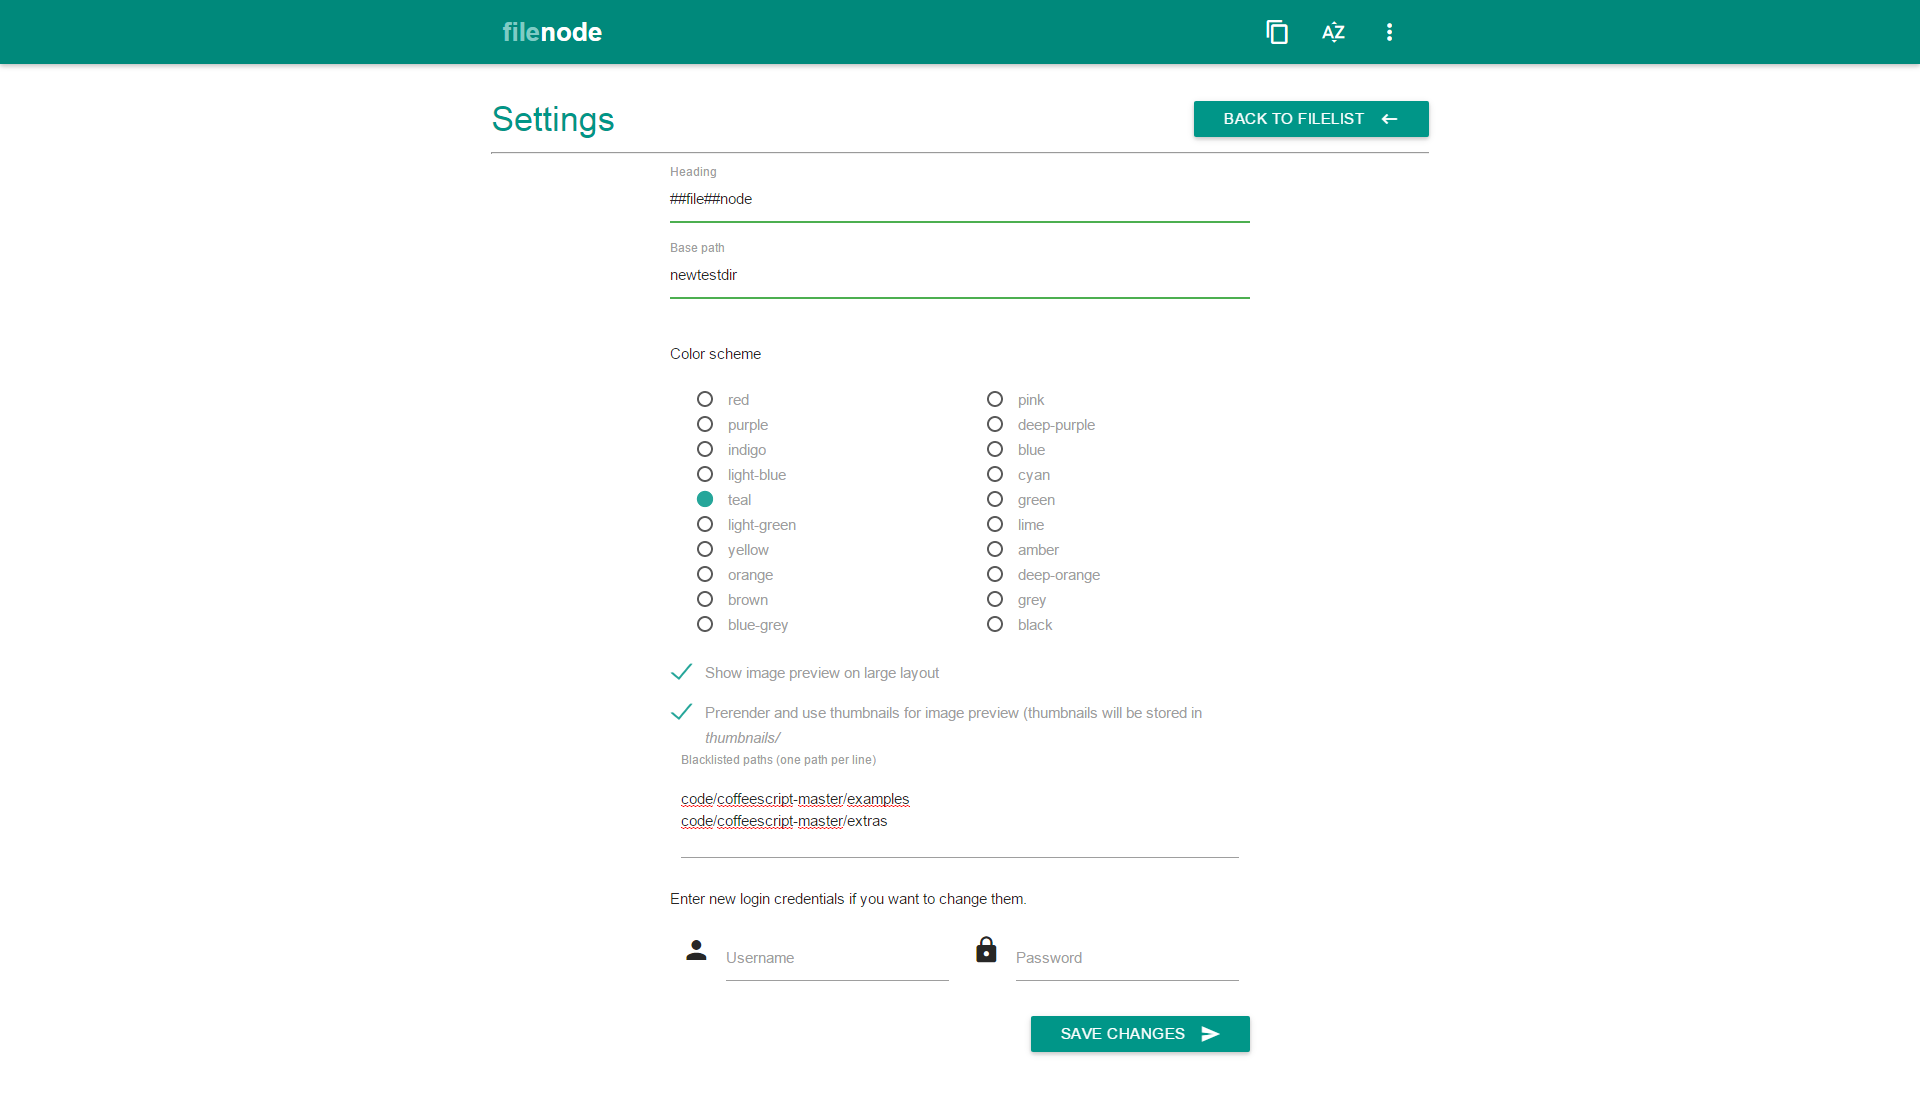 filenode
AZ
Settings
BACK TO FILELIST
Heading
##file##node
Base path
newtestdir
Color scheme
red
pink
purple
deep-purple
indigo
blue
light-blue
cyan
teal
green
light-green
lime
yellow
amber
orange
deep-orange
brown
grey
blue-grey
black
Show image preview on large layout
Prerender and use thumbnails for image preview (thumbnails will be stored in
thumbnails/
Blacklisted paths (one path per line)
code/coffeescript-master/examples
code/coffeescript-master/extras
Enter new login credentials if you want to change them.
Username
Password
SAVE CHANGES